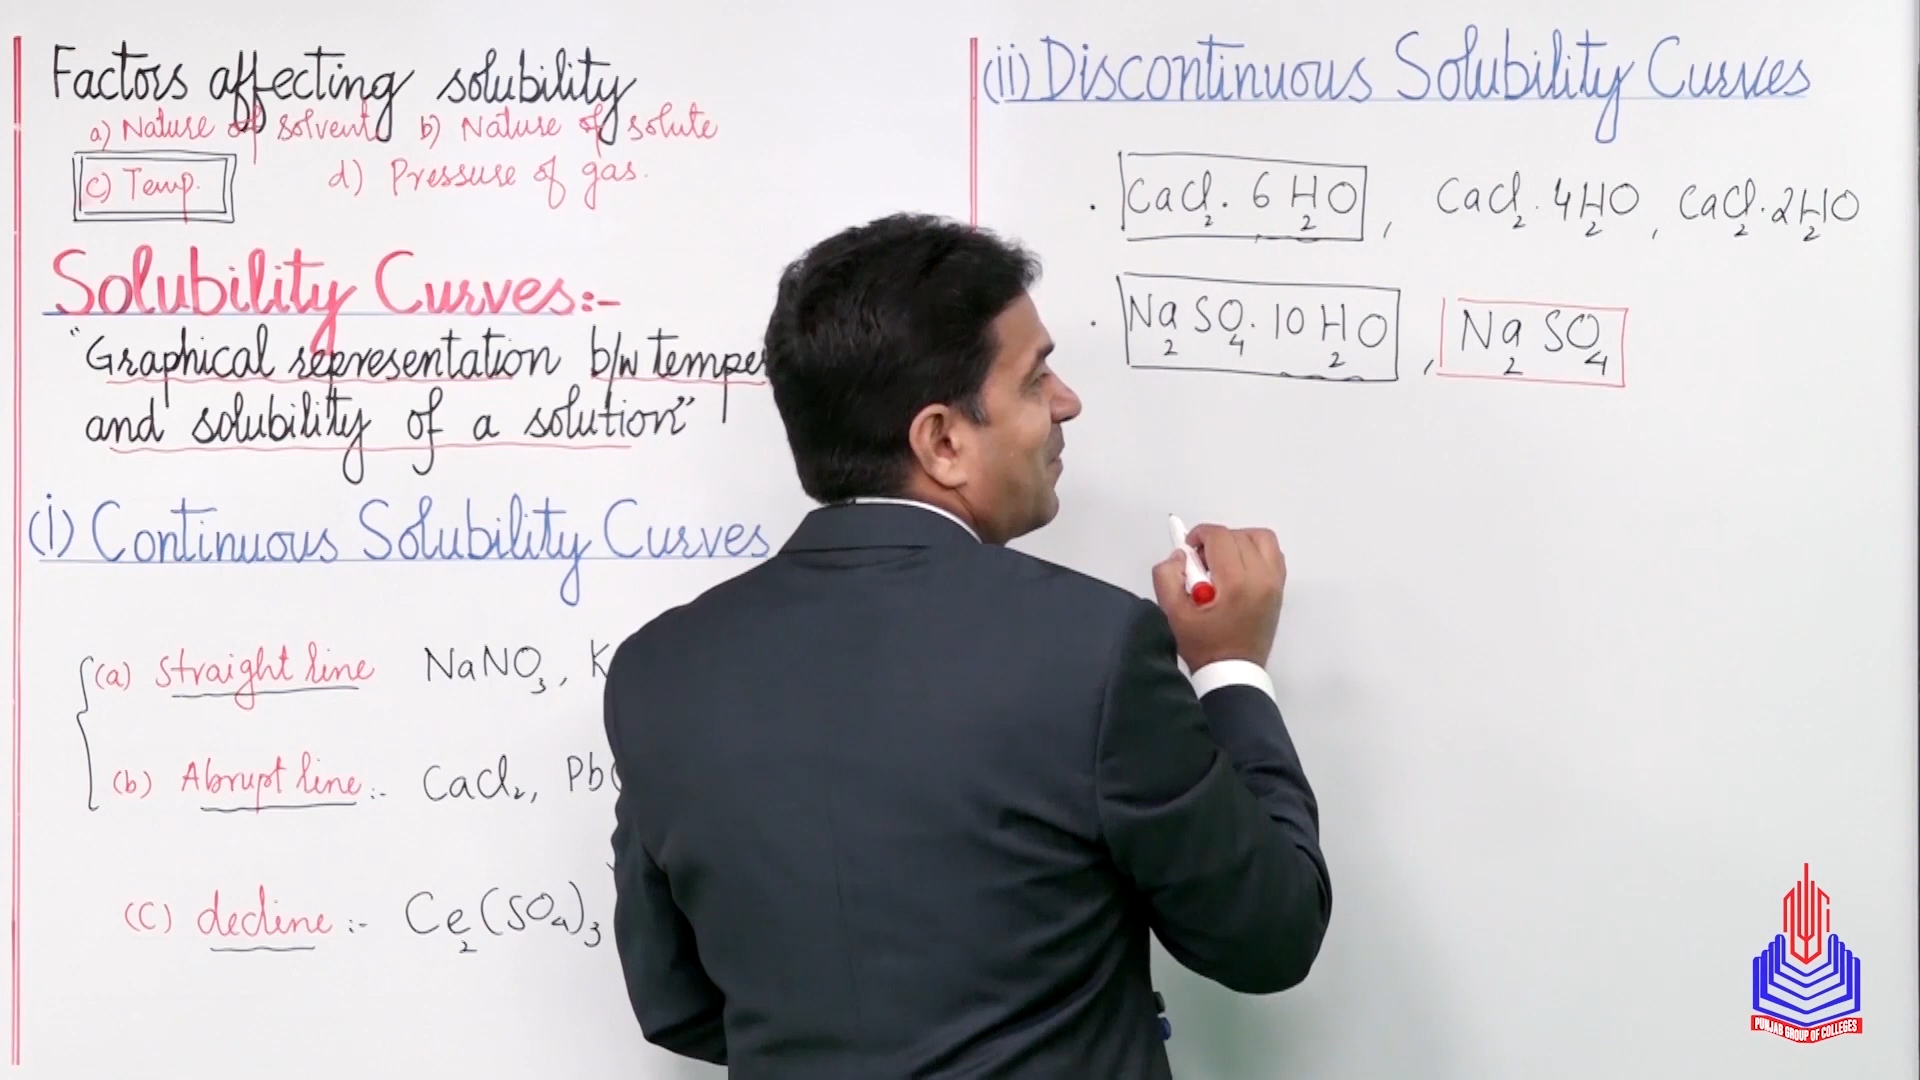 Factors affecting solubility
a) Nature of solvent b) Nature of solute
c) Temp. d) Pressure of gas.
Solubility Curves:-
"Graphical representation b/w temper
and solubility of a solution"
(i) Continuous Solubility Curves
(a) Straight line NaNO₃, K
(b) Abrupt line:- CaCl₂, Pb(
(C) decline:- Ce₂(SO₄)₃
(ii) Discontinuous Solubility Curves
. CaCl₂. 6H₂O, CaCl₂. 4H₂O, CaCl₂. 2H₂O
. Na₂SO₄. 10H₂O, Na₂SO₄
PUNJAB GROUP OF COLLEGES